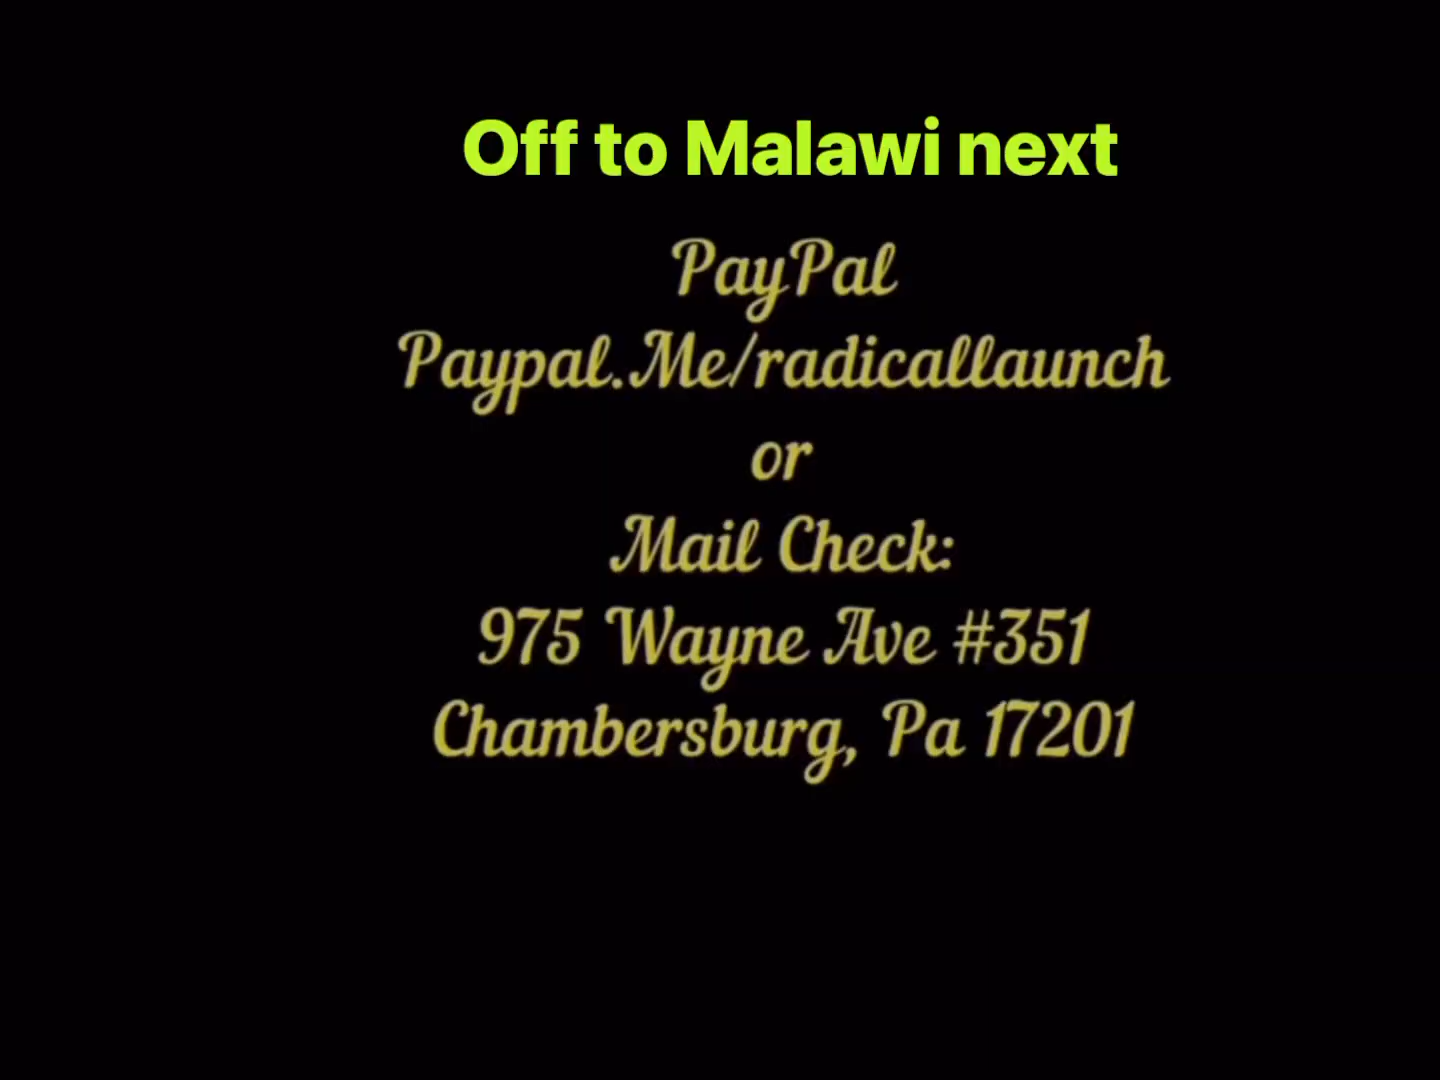 Off to Malawi next
PayPal
Paypal.Me/radicallaunch
or
Mail Check:
975 Wayne Ave #351
Chambersburg, Pa 17201